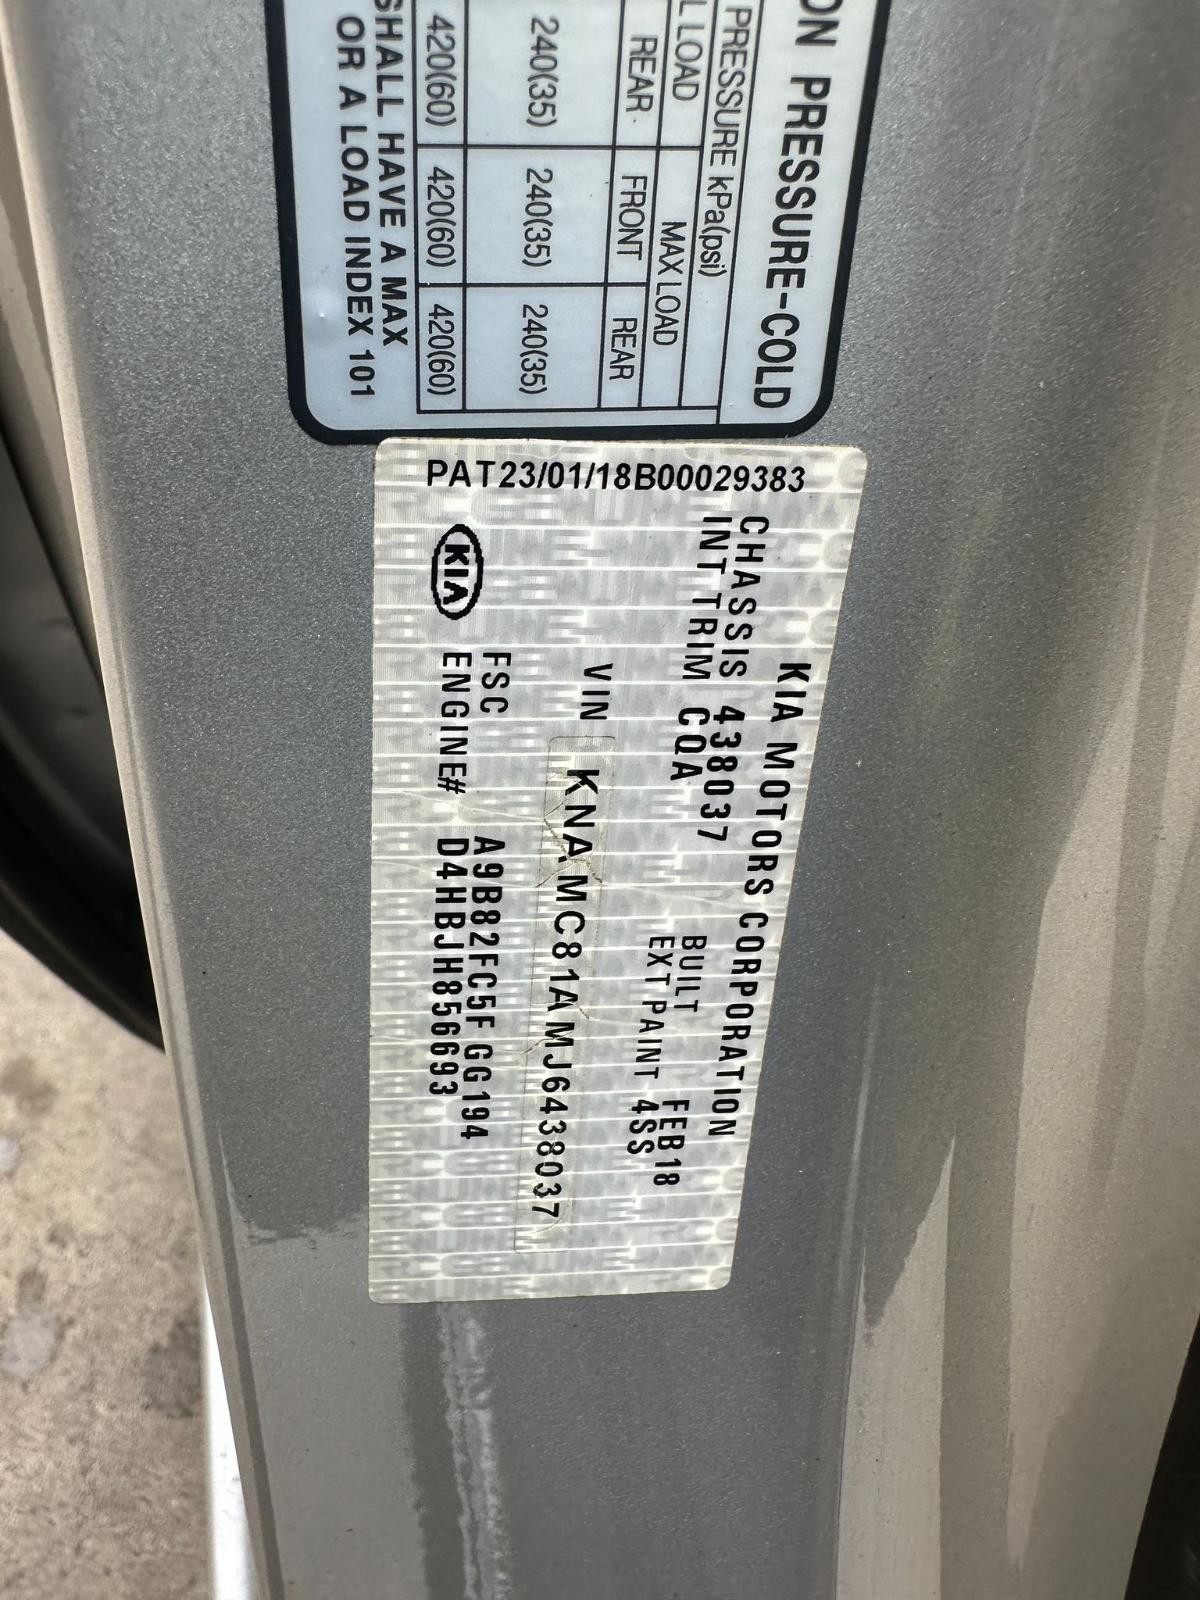 ON PRESSURE-COLD
PRESSURE kPa(psi)
L LOAD MAX LOAD
REAR FRONT REAR
240(35) 240(35) 240(35)
420(60) 420(60) 420(60)
SHALL HAVE A MAX
OR A LOAD INDEX 101
PAT23/01/18B00029383
KIA MOTORS CORPORATION
CHASSIS 438037 BUILT FEB18
INT TRIM CQA EXT PAINT 4SS
VIN KNAMC81AMJ6438037
FSC A9B82FC5F GG194
ENGINE# D4HBJH856693
KIA